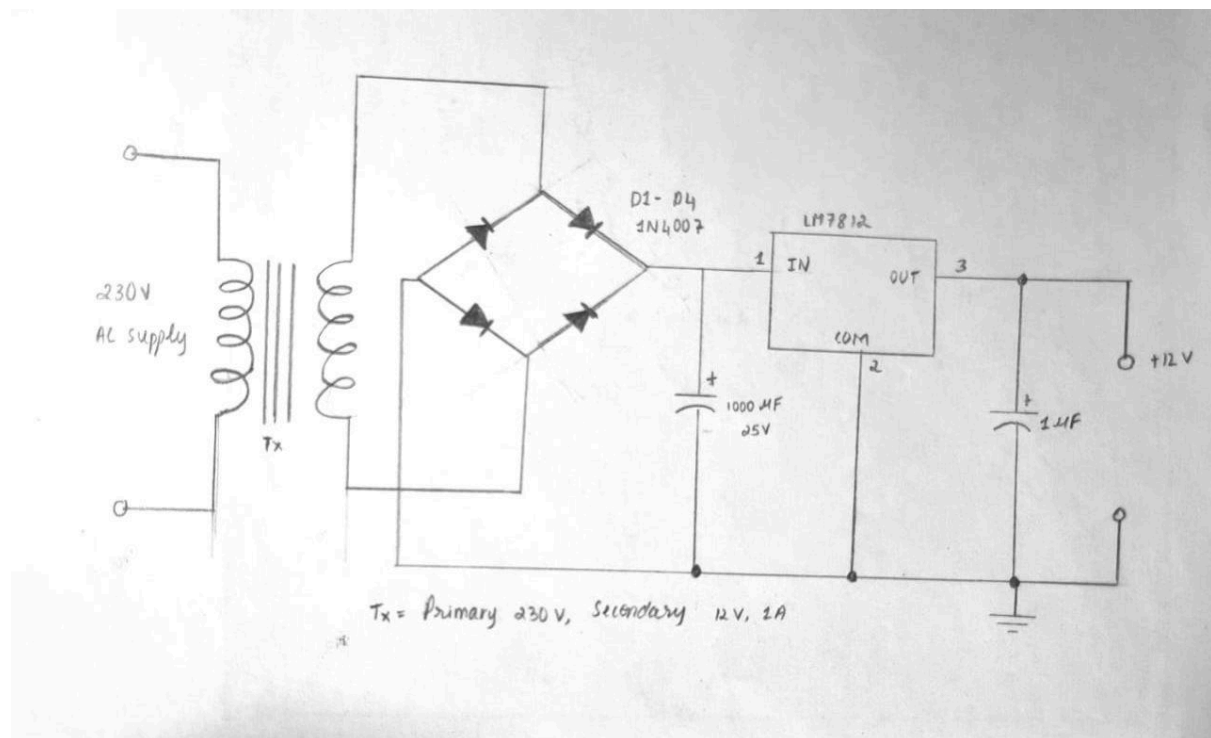 230V
AC supply
Tx
D1- D4
1N4007
LM7812
1
IN
OUT
3
COM
2
+
1000 μF
25V
+
1 μF
+12V
Tx = Primary 230 V, Secondary 12 V, 1A